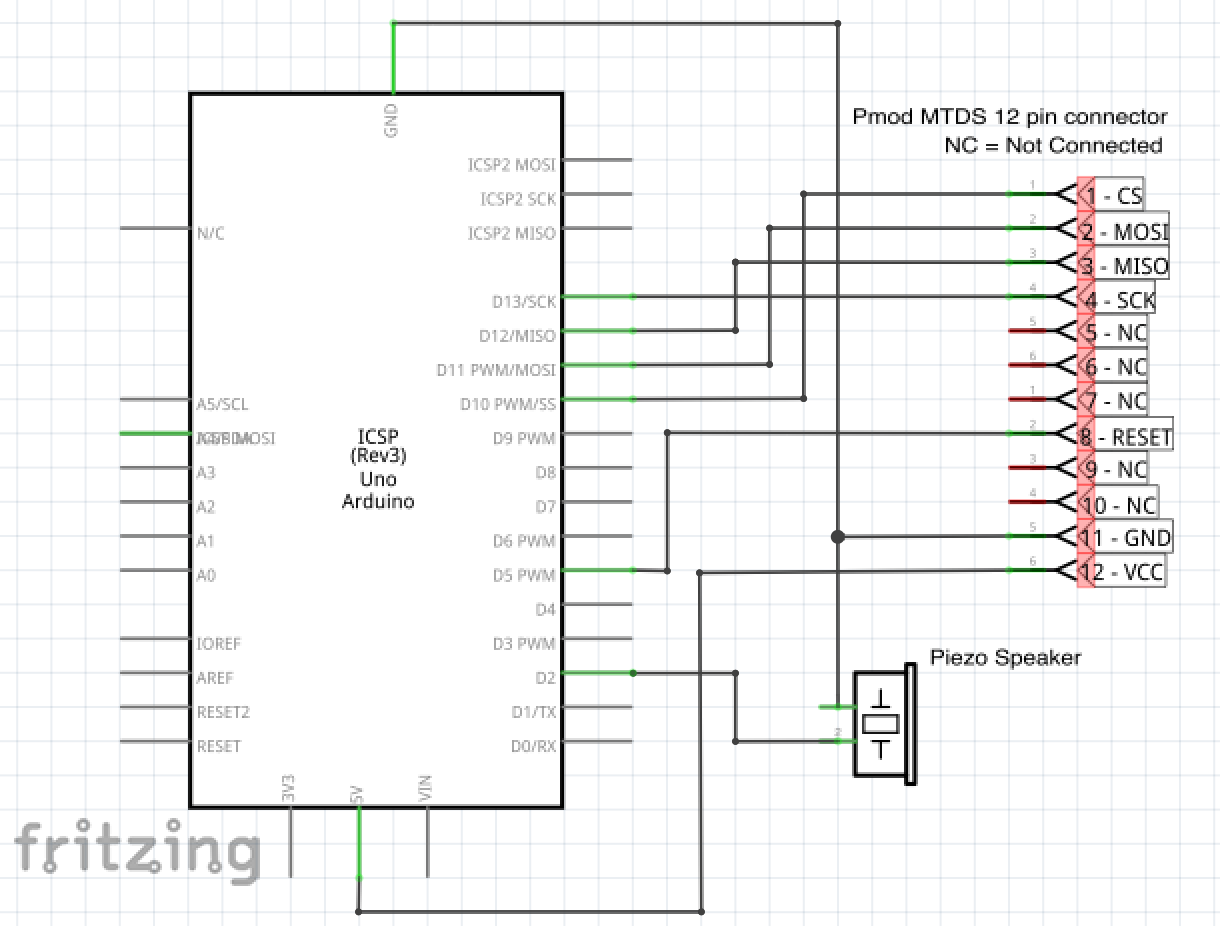 GND
Pmod MTDS 12 pin connector
NC = Not Connected
ICSP2 MOSI
ICSP2 SCK
ICSP2 MISO
N/C
D13/SCK
D12/MISO
D11 PWM/MOSI
D10 PWM/SS
D9 PWM
D8
D7
D6 PWM
D5 PWM
D4
D3 PWM
D2
D1/TX
D0/RX
A5/SCL
A3
A2
A1
A0
IOREF
AREF
RESET2
RESET
ICSP
(Rev3)
Uno
Arduino
3V3
5V
VIN
1 1 - CS
2 2 - MOSI
3 3 - MISO
4 4 - SCK
5 5 - NC
6 6 - NC
1 7 - NC
2 8 - RESET
3 9 - NC
4 10 - NC
5 11 - GND
6 12 - VCC
Piezo Speaker
2
fritzing